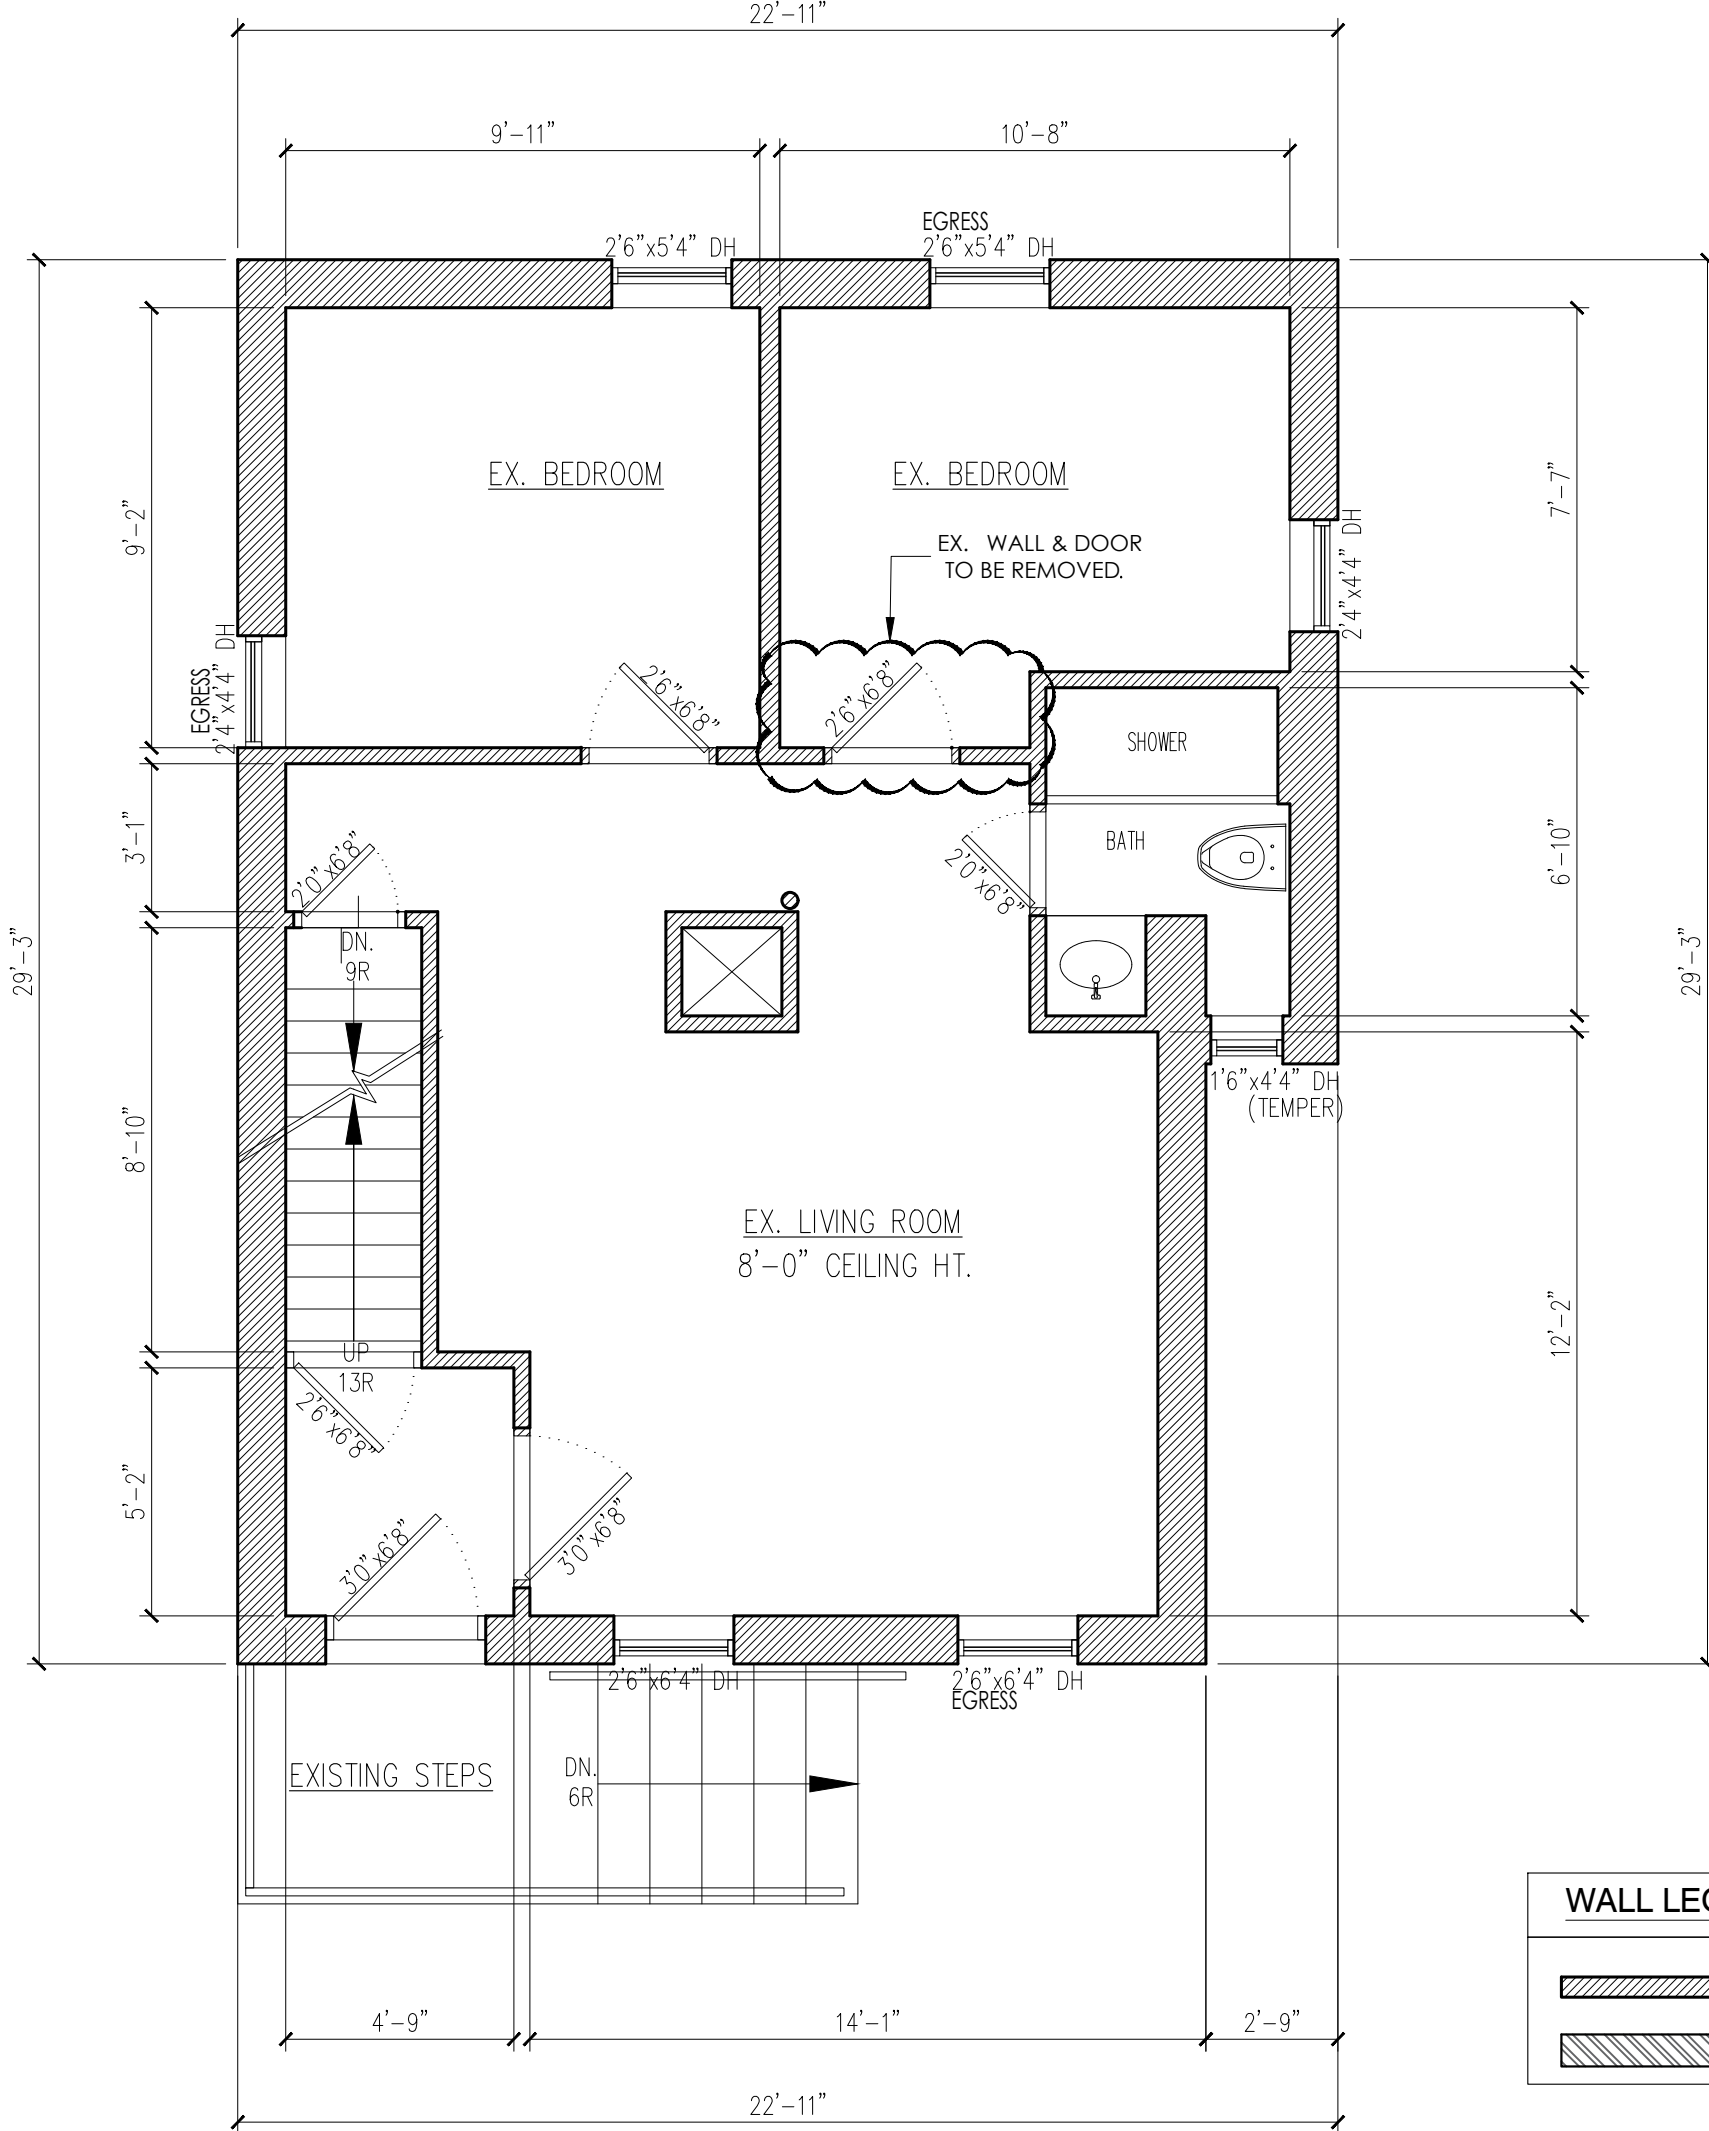 22'-11"
9'-11"
10'-8"
EGRESS
2'6"x5'4" DH
2'6"x5'4" DH
EX. BEDROOM
EX. BEDROOM
EX. WALL & DOOR
TO BE REMOVED.
9'-2"
7'-7"
2'4"x4'4" DH
EGRESS
2'4"x4'4" DH
2'6"x6'8"
2'6"x6'8"
SHOWER
BATH
3'-1"
2'0"x6'8"
2'0"x6'8"
6'-10"
DN.
9R
29'-3"
29'-3"
1'6"x4'4" DH
(TEMPER)
8'-10"
EX. LIVING ROOM
8'-0" CEILING HT.
12'-2"
UP
13R
2'6"x6'8"
5'-2"
3'0"x6'8"
3'0"x6'8"
2'6"x6'4" DH
2'6"x6'4" DH
EGRESS
EXISTING STEPS
DN.
6R
WALL
4'-9"
14'-1"
2'-9"
22'-11"